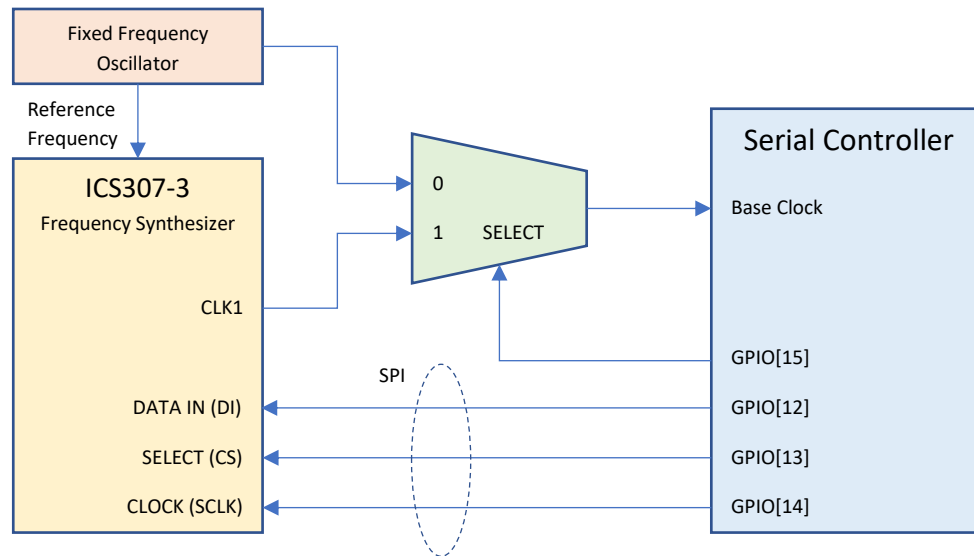 Fixed Frequency
Oscillator
Reference
Frequency
ICS307-3
Frequency Synthesizer
CLK1
DATA IN (DI)
SELECT (CS)
CLOCK (SCLK)
0
1 SELECT
SPI
Serial Controller
Base Clock
GPIO[15]
GPIO[12]
GPIO[13]
GPIO[14]